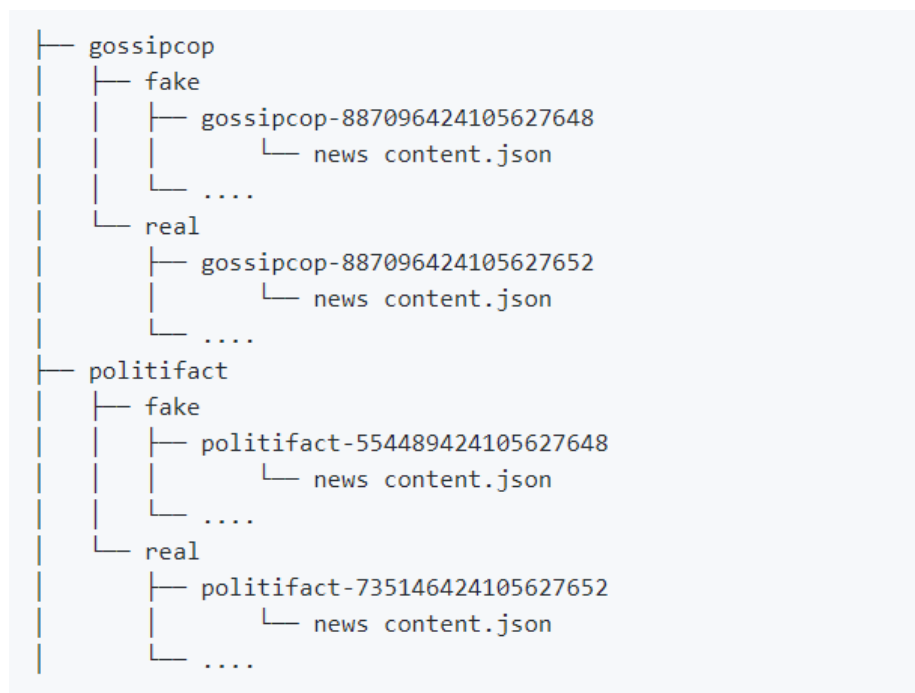 ├── gossipcop
│   ├── fake
│   │   ├── gossipcop-887096424105627648
│   │   │       └── news content.json
│   │   └── ....
│   └── real
│       ├── gossipcop-887096424105627652
│       │       └── news content.json
│       └── ....
├── politifact
│   ├── fake
│   │   ├── politifact-554489424105627648
│   │   │       └── news content.json
│   │   └── ....
│   └── real
│       ├── politifact-735146424105627652
│       │       └── news content.json
│       └── ....